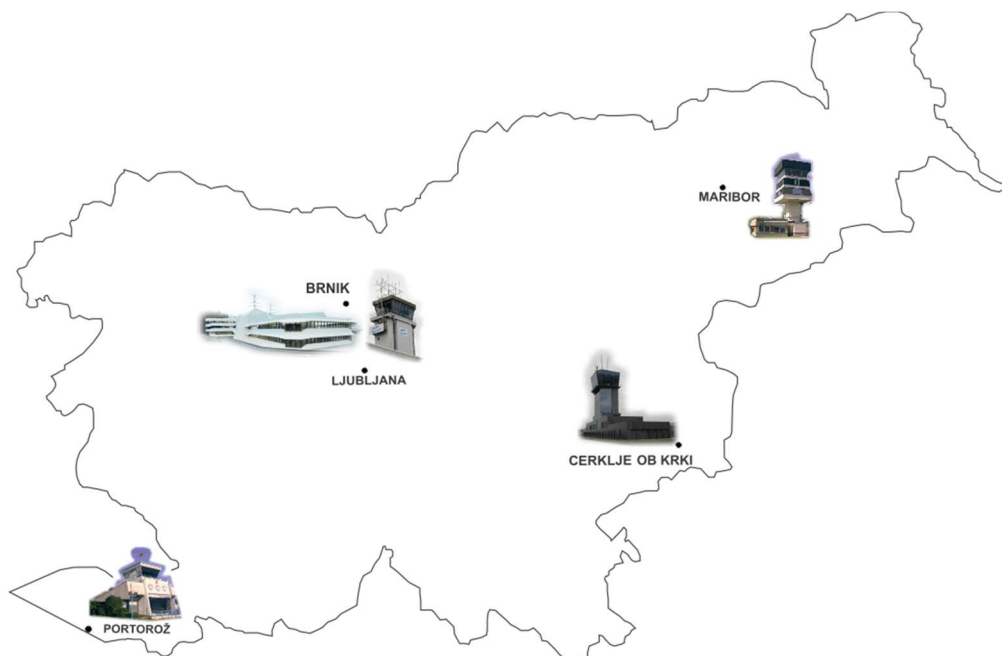 MARIBOR
BRNIK
LJUBLJANA
CERKLJE OB KRKI
PORTOROŽ